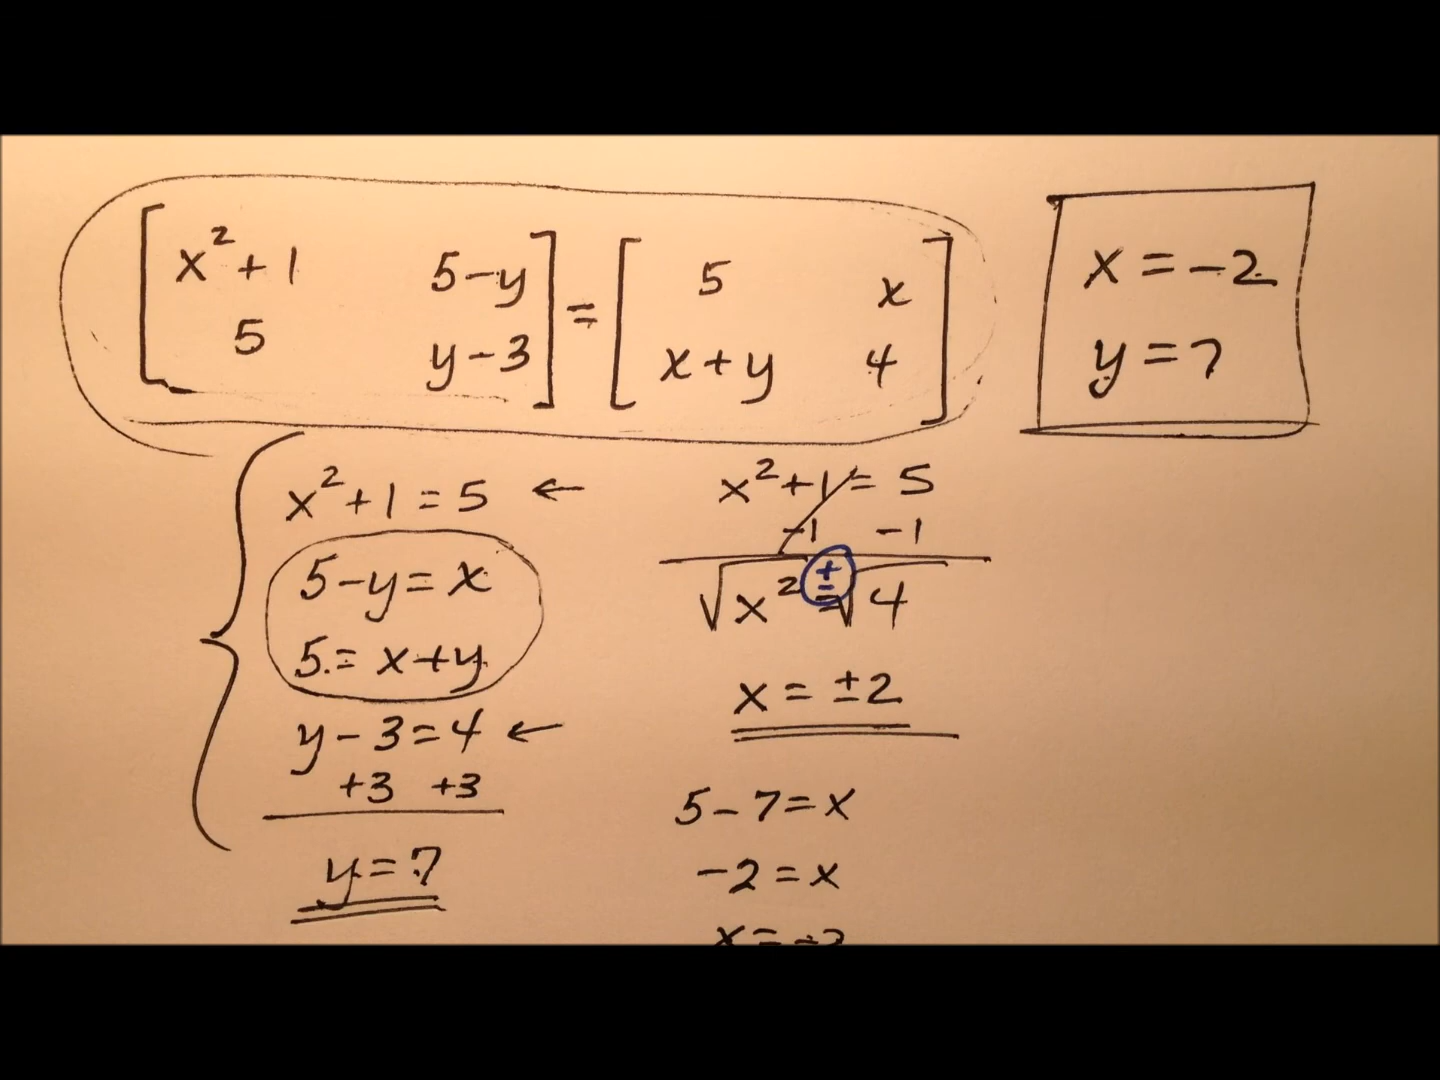 [ x² + 1   5 - y ] = [ 5   x ]
[ 5   y - 3 ]   [ x + y   4 ]
x = -2
y = 7
x² + 1 = 5 ←
5 - y = x
5 = x + y
y - 3 = 4 ←
+3 +3
y = 7
x² + 1 = 5
-1 -1
√x² = ± √4
x = ±2
5 - 7 = x
-2 = x